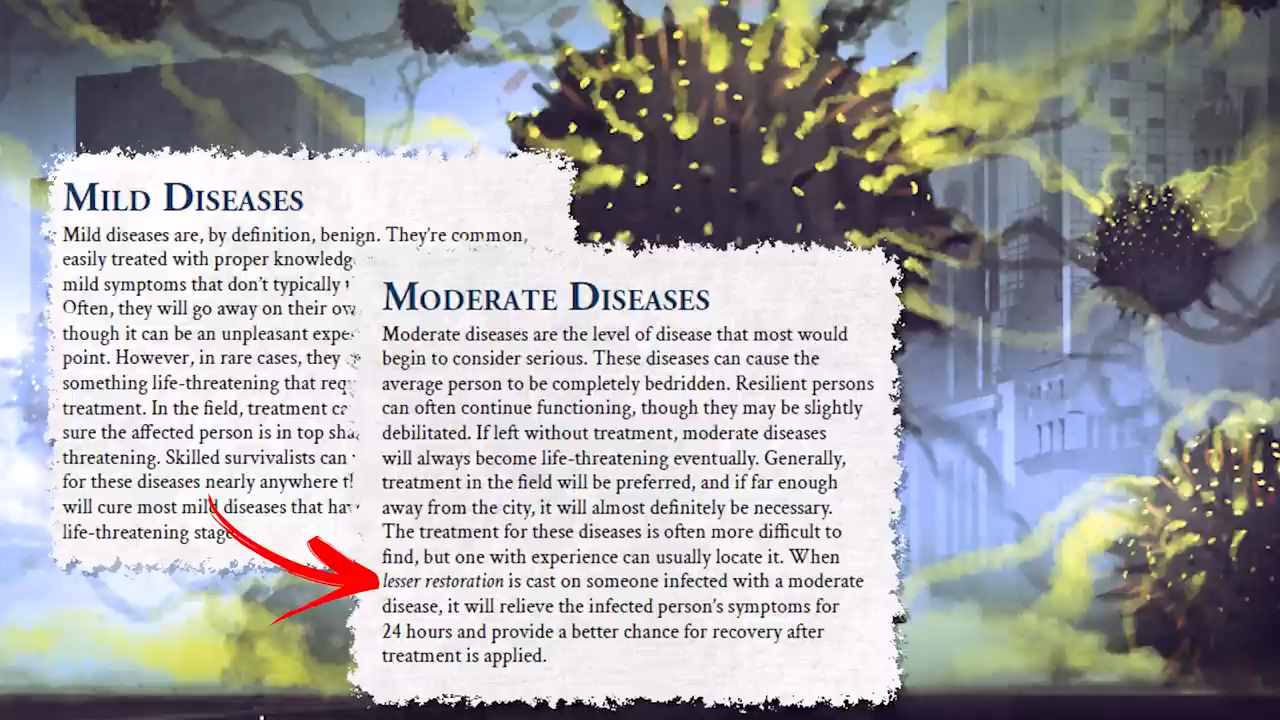 MILD DISEASES
Mild diseases are, by definition, benign. They're common,
easily treated with proper
mild symptoms that don't typically
Often, they will go away on their
though it can be an unpleasant
point. However, in rare cases, they
something life-threatening that
treatment. In the field, treatment
sure the affected person is in top
threatening. Skilled survivalists can
for these diseases nearly anywhere
will cure most mild diseases that
life-threatening
MODERATE DISEASES
Moderate diseases are the level of disease that most would
begin to consider serious. These diseases can cause the
average person to be completely bedridden. Resilient persons
can often continue functioning, though they may be slightly
debilitated. If left without treatment, moderate diseases
will always become life-threatening eventually. Generally,
treatment in the field will be preferred, and if far enough
away from the city, it will almost definitely be necessary.
The treatment for these diseases is often more difficult to
find, but one with experience can usually locate it. When
lesser restoration is cast on someone infected with a moderate
disease, it will relieve the infected person's symptoms for
24 hours and provide a better chance for recovery after
treatment is applied.